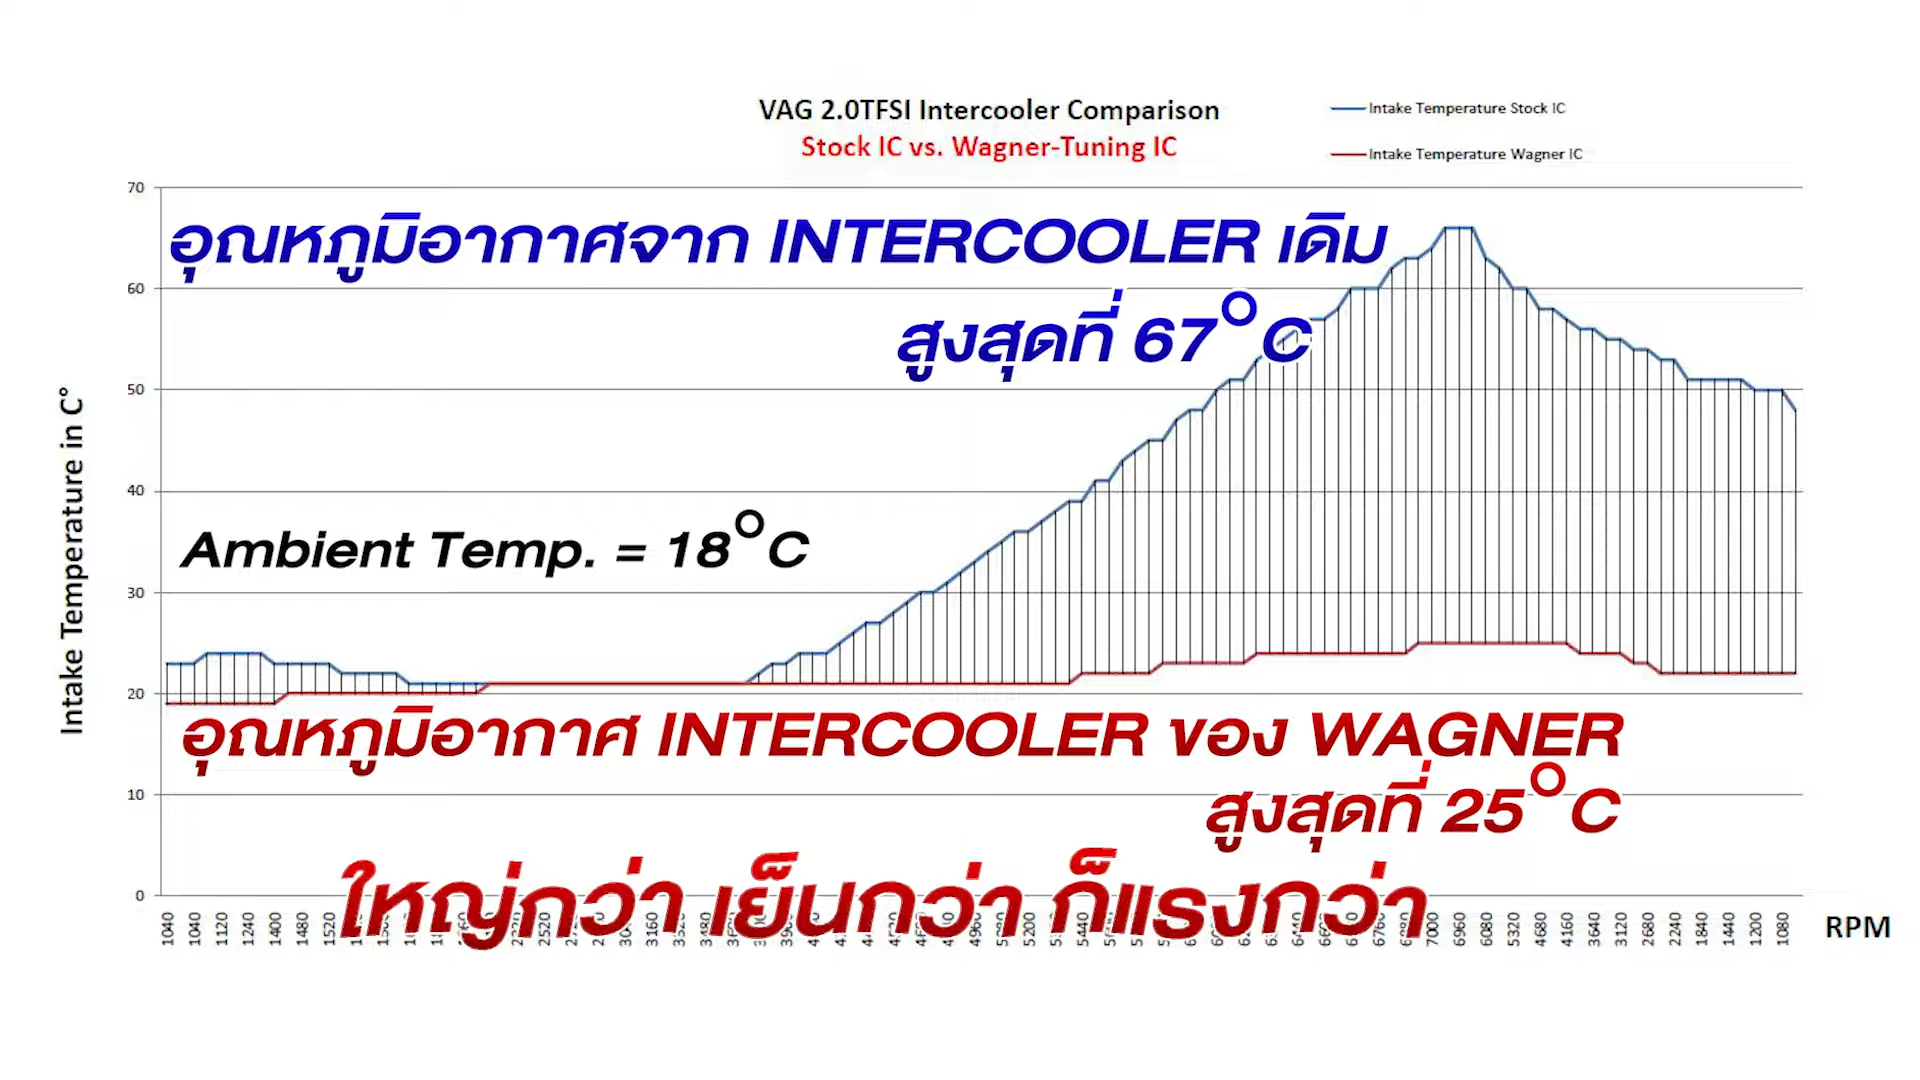 VAG 2.0TFSI Intercooler Comparison
Stock IC vs. Wagner-Tuning IC
Intake Temperature Stock IC
Intake Temperature Wagner IC
70
60
50
40
30
20
10
0
Intake Temperature in C°
อุณหภูมิอากาศจาก INTERCOOLER เดิม
สูงสุดที่ 67°C
Ambient Temp. = 18°C
อุณหภูมิอากาศ INTERCOOLER ของ WAGNER
สูงสุดที่ 25°C
ใหญ่กว่า เย็นกว่า ก็แรงกว่า
1040 1040 1120 1240 1400 1480 1520 2520 3160 3480 4960 5200 5440 7000 6960 6080 5320 4680 4160 3640 3120 2680 2240 1840 1440 1200 1080
RPM